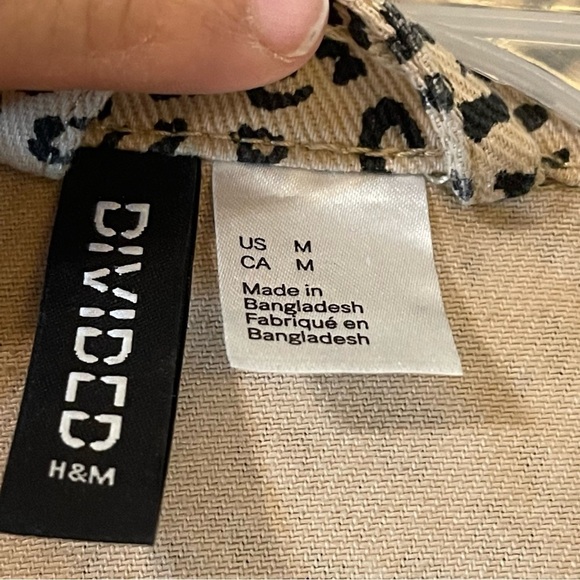 DIVIDED
H&M
US M
CA M
Made in
Bangladesh
Fabriqué en
Bangladesh